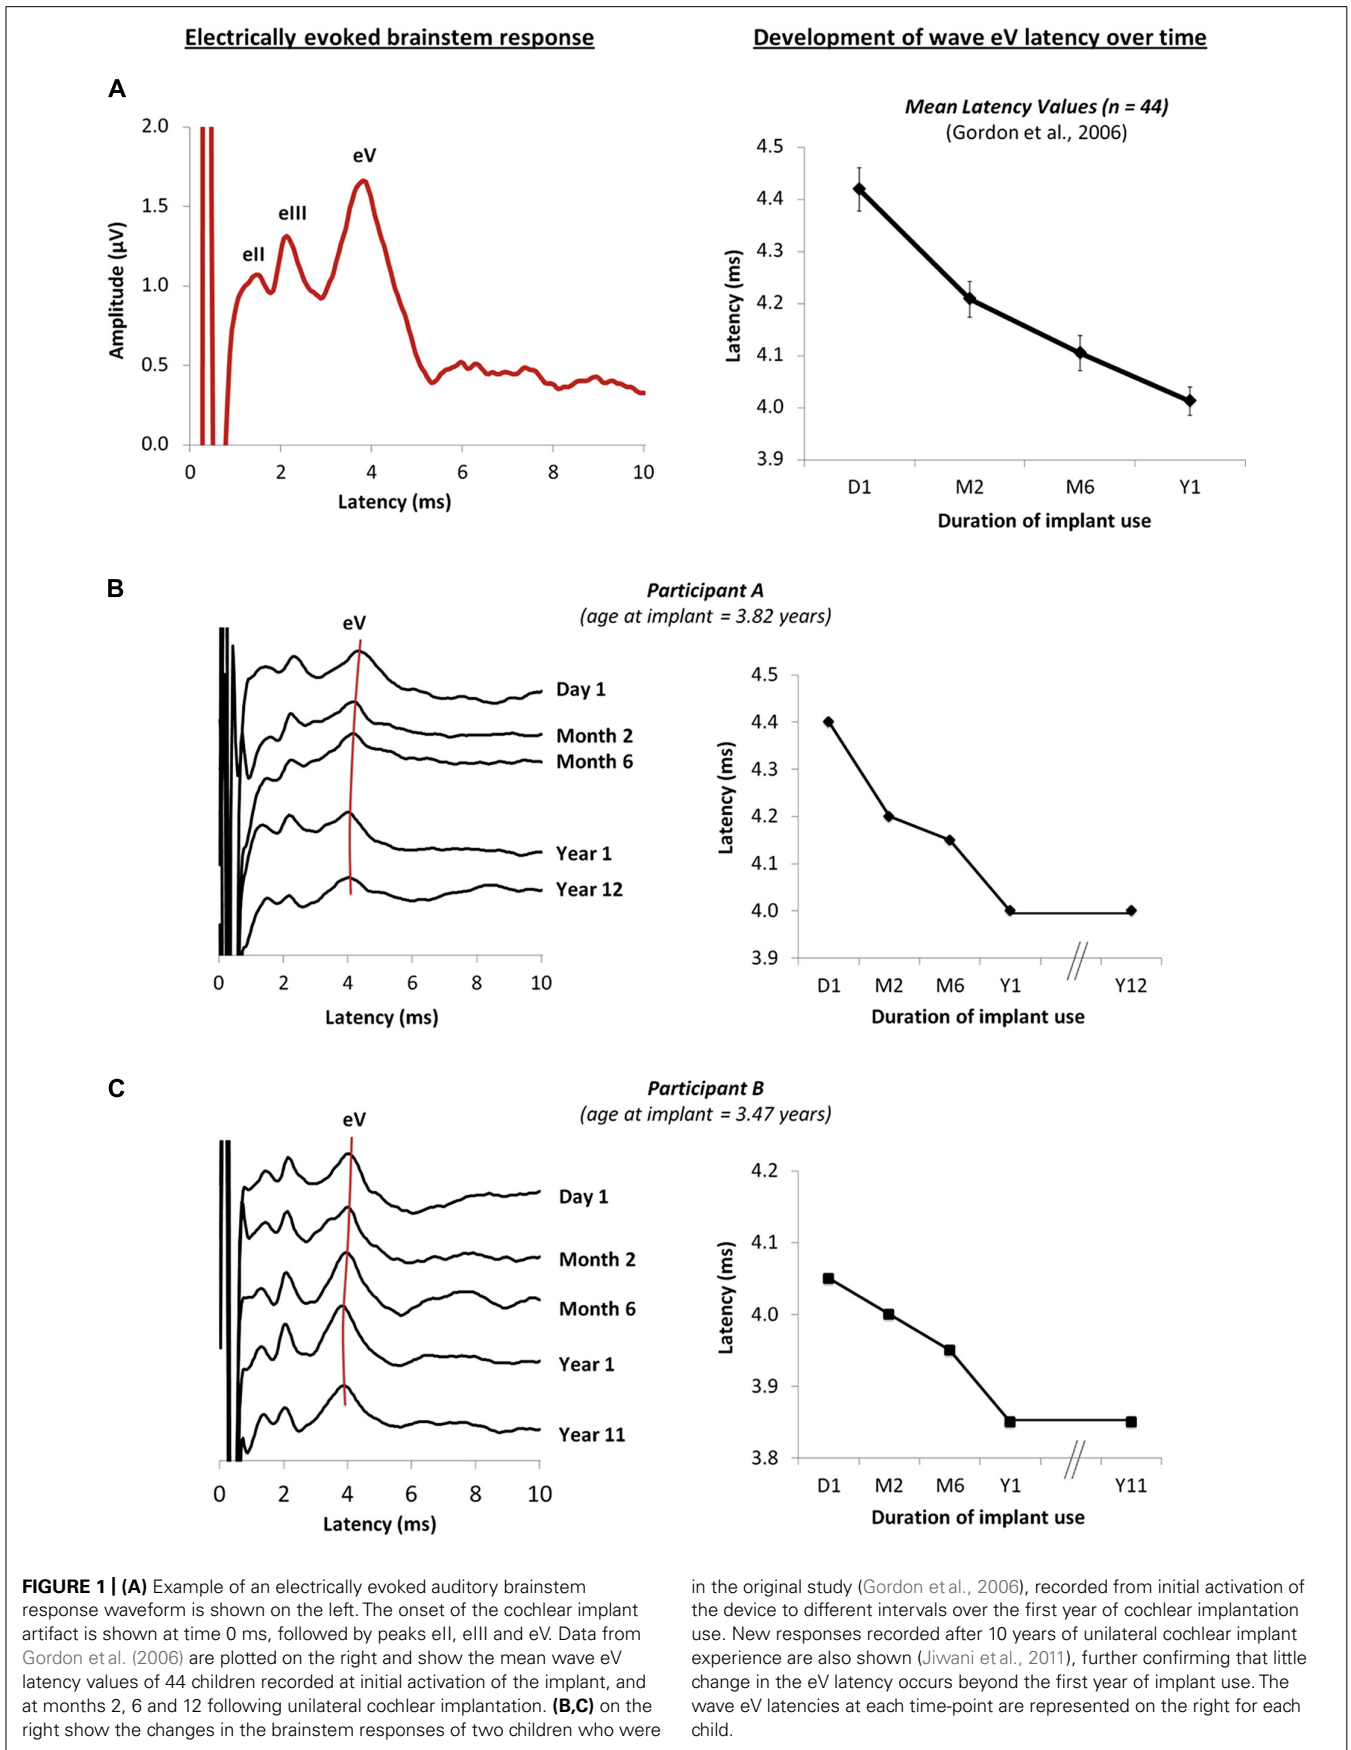 Electrically evoked brainstem response
Development of wave eV latency over time
A
2.0
1.5
1.0
0.5
0.0
Amplitude (µV)
eII
eIII
eV
0 2 4 6 8 10
Latency (ms)
Mean Latency Values (n = 44)
(Gordon et al., 2006)
4.5
4.4
4.3
4.2
4.1
4.0
3.9
Latency (ms)
D1 M2 M6 Y1
Duration of implant use
B
Participant A
(age at implant = 3.82 years)
eV
Day 1
Month 2
Month 6
Year 1
Year 12
0 2 4 6 8 10
Latency (ms)
4.5
4.4
4.3
4.2
4.1
4.0
3.9
Latency (ms)
D1 M2 M6 Y1 Y12
Duration of implant use
C
Participant B
(age at implant = 3.47 years)
eV
Day 1
Month 2
Month 6
Year 1
Year 11
0 2 4 6 8 10
Latency (ms)
4.2
4.1
4.0
3.9
3.8
Latency (ms)
D1 M2 M6 Y1 Y11
Duration of implant use
FIGURE 1 | (A) Example of an electrically evoked auditory brainstem
response waveform is shown on the left. The onset of the cochlear implant
artifact is shown at time 0 ms, followed by peaks eII, eIII and eV. Data from
Gordon et al. (2006) are plotted on the right and show the mean wave eV
latency values of 44 children recorded at initial activation of the implant, and
at months 2, 6 and 12 following unilateral cochlear implantation. (B,C) on the
right show the changes in the brainstem responses of two children who were
in the original study (Gordon et al., 2006), recorded from initial activation of
the device to different intervals over the first year of cochlear implantation
use. New responses recorded after 10 years of unilateral cochlear implant
experience are also shown (Jiwani et al., 2011), further confirming that little
change in the eV latency occurs beyond the first year of implant use. The
wave eV latencies at each time-point are represented on the right for each
child.